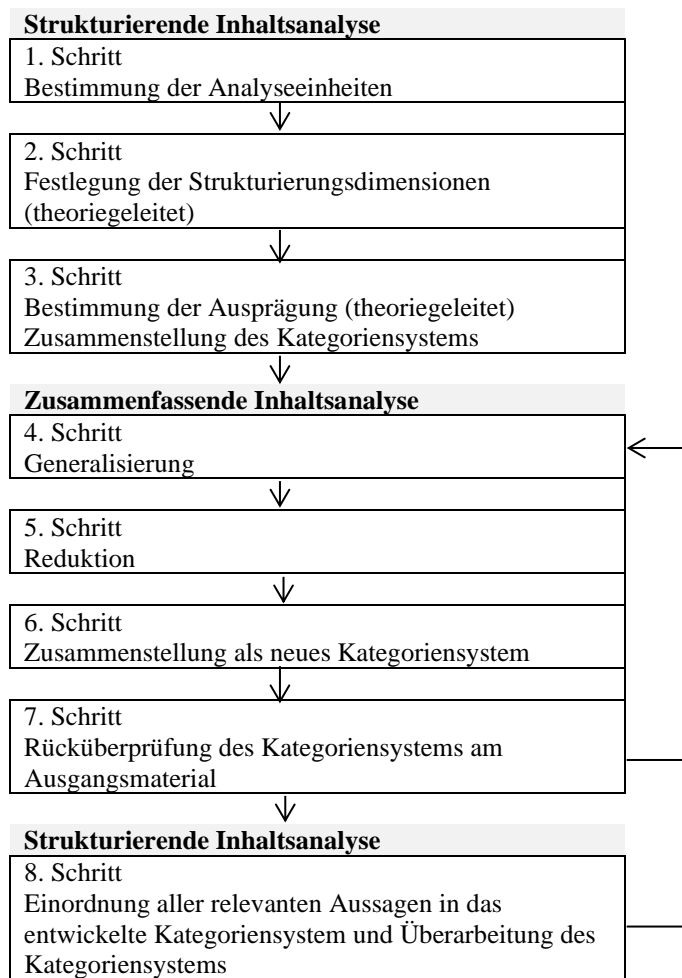 Strukturierende Inhaltsanalyse
1. Schritt
Bestimmung der Analyseeinheiten
2. Schritt
Festlegung der Strukturierungsdimensionen
(theoriegeleitet)
3. Schritt
Bestimmung der Ausprägung (theoriegeleitet)
Zusammenstellung des Kategoriensystems
Zusammenfassende Inhaltsanalyse
4. Schritt
Generalisierung
5. Schritt
Reduktion
6. Schritt
Zusammenstellung als neues Kategoriensystem
7. Schritt
Rücküberprüfung des Kategoriensystems am
Ausgangsmaterial
Strukturierende Inhaltsanalyse
8. Schritt
Einordnung aller relevanten Aussagen in das
entwickelte Kategoriensystem und Überarbeitung des
Kategoriensystems